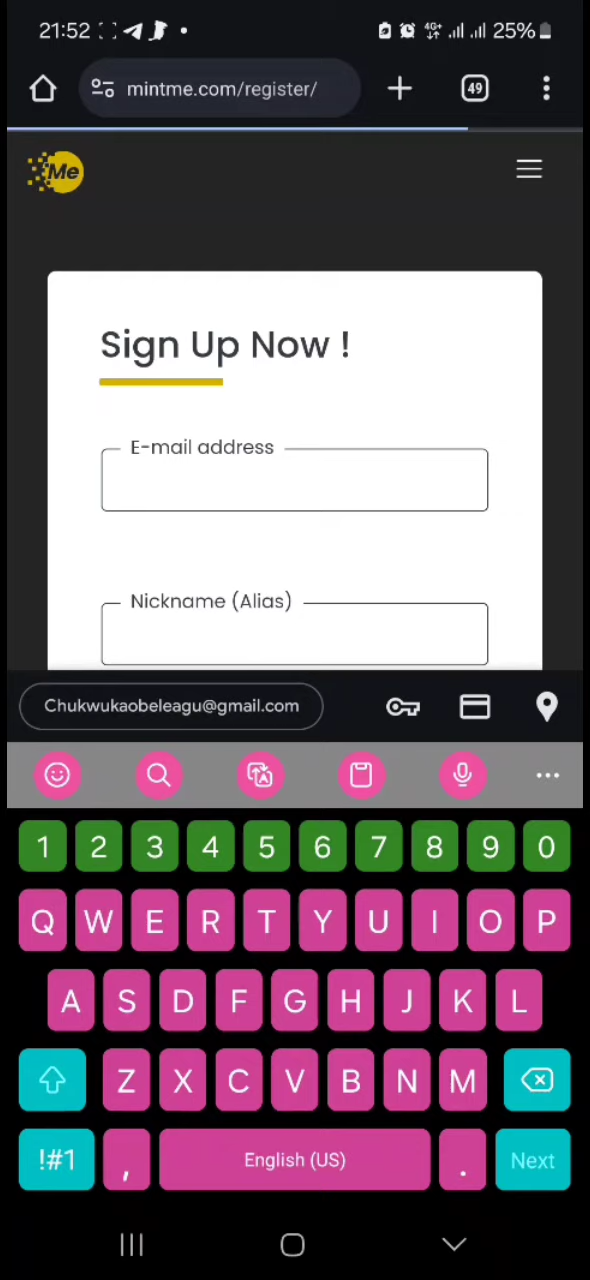 21:52 4G+ 25%
mintme.com/register/ 49
Me
Sign Up Now !
E-mail address
Nickname (Alias)
Chukwukaobeleagu@gmail.com
1 2 3 4 5 6 7 8 9 0
Q W E R T Y U I O P
A S D F G H J K L
Z X C V B N M
!#1 , English (US) . Next